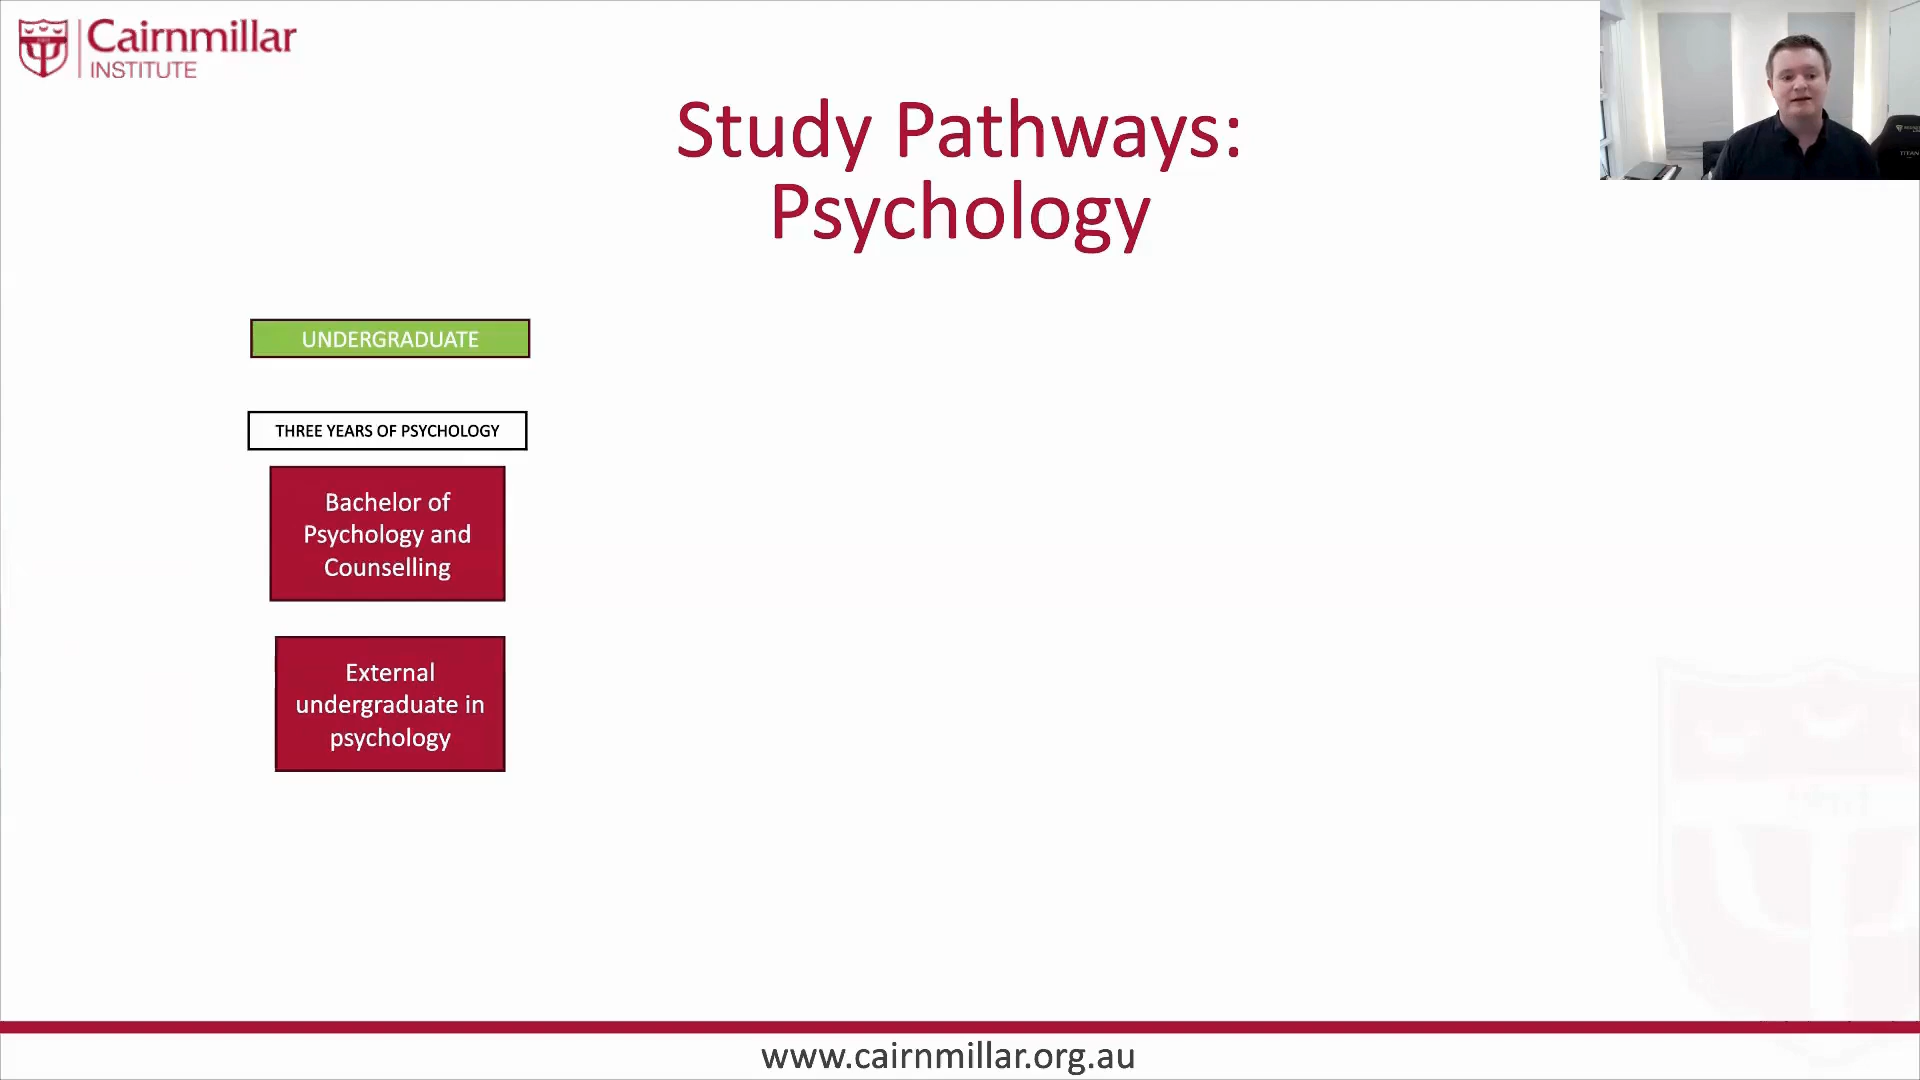 Cairnmillar
INSTITUTE
Study Pathways:
Psychology
UNDERGRADUATE
THREE YEARS OF PSYCHOLOGY
Bachelor of
Psychology and
Counselling
External
undergraduate in
psychology
TITAN
www.cairnmillar.org.au